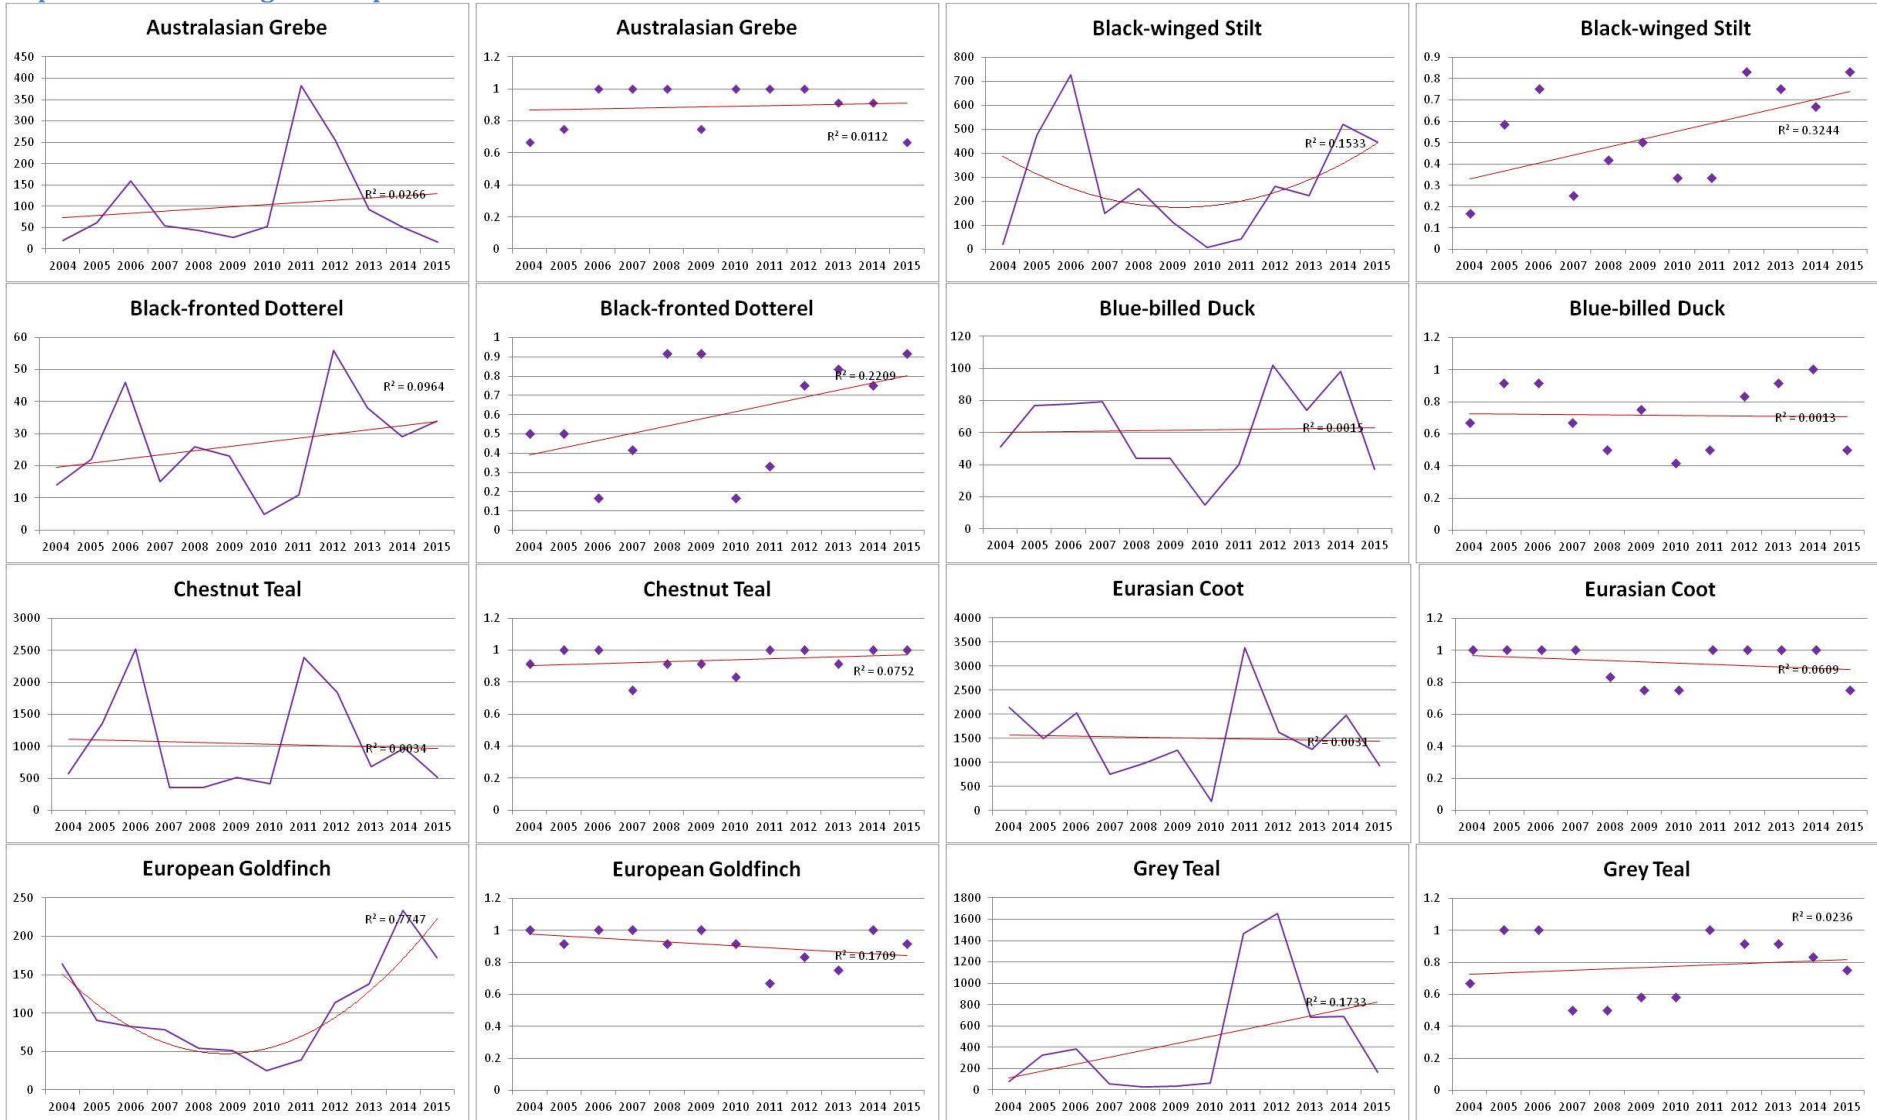 Australasian Grebe
450
400
350
300
250
200
150
100
50
0
R² = 0.0266
2004 2005 2006 2007 2008 2009 2010 2011 2012 2013 2014 2015
Australasian Grebe
1.2
1
0.8
0.6
0.4
0.2
0
R² = 0.0112
2004 2005 2006 2007 2008 2009 2010 2011 2012 2013 2014 2015
Black-winged Stilt
800
700
600
500
400
300
200
100
0
R² = 0.1533
2004 2005 2006 2007 2008 2009 2010 2011 2012 2013 2014 2015
Black-winged Stilt
0.9
0.8
0.7
0.6
0.5
0.4
0.3
0.2
0.1
0
R² = 0.3244
2004 2005 2006 2007 2008 2009 2010 2011 2012 2013 2014 2015
Black-fronted Dotterel
60
50
40
30
20
10
0
R² = 0.0964
2004 2005 2006 2007 2008 2009 2010 2011 2012 2013 2014 2015
Black-fronted Dotterel
1
0.9
0.8
0.7
0.6
0.5
0.4
0.3
0.2
0.1
0
R² = 0.2209
2004 2005 2006 2007 2008 2009 2010 2011 2012 2013 2014 2015
Blue-billed Duck
120
100
80
60
40
20
0
R² = 0.0015
2004 2005 2006 2007 2008 2009 2010 2011 2012 2013 2014 2015
Blue-billed Duck
1.2
1
0.8
0.6
0.4
0.2
0
R² = 0.0013
2004 2005 2006 2007 2008 2009 2010 2011 2012 2013 2014 2015
Chestnut Teal
3000
2500
2000
1500
1000
500
0
R² = 0.0034
2004 2005 2006 2007 2008 2009 2010 2011 2012 2013 2014 2015
Chestnut Teal
1.2
1
0.8
0.6
0.4
0.2
0
R² = 0.0752
2004 2005 2006 2007 2008 2009 2010 2011 2012 2013 2014 2015
Eurasian Coot
4000
3500
3000
2500
2000
1500
1000
500
0
R² = 0.0031
2004 2005 2006 2007 2008 2009 2010 2011 2012 2013 2014 2015
Eurasian Coot
1.2
1
0.8
0.6
0.4
0.2
0
R² = 0.0609
2004 2005 2006 2007 2008 2009 2010 2011 2012 2013 2014 2015
European Goldfinch
250
200
150
100
50
0
R² = 0.7747
2004 2005 2006 2007 2008 2009 2010 2011 2012 2013 2014 2015
European Goldfinch
1.2
1
0.8
0.6
0.4
0.2
0
R² = 0.1709
2004 2005 2006 2007 2008 2009 2010 2011 2012 2013 2014 2015
Grey Teal
1800
1600
1400
1200
1000
800
600
400
200
0
R² = 0.1733
2004 2005 2006 2007 2008 2009 2010 2011 2012 2013 2014 2015
Grey Teal
1.2
1
0.8
0.6
0.4
0.2
0
R² = 0.0236
2004 2005 2006 2007 2008 2009 2010 2011 2012 2013 2014 2015